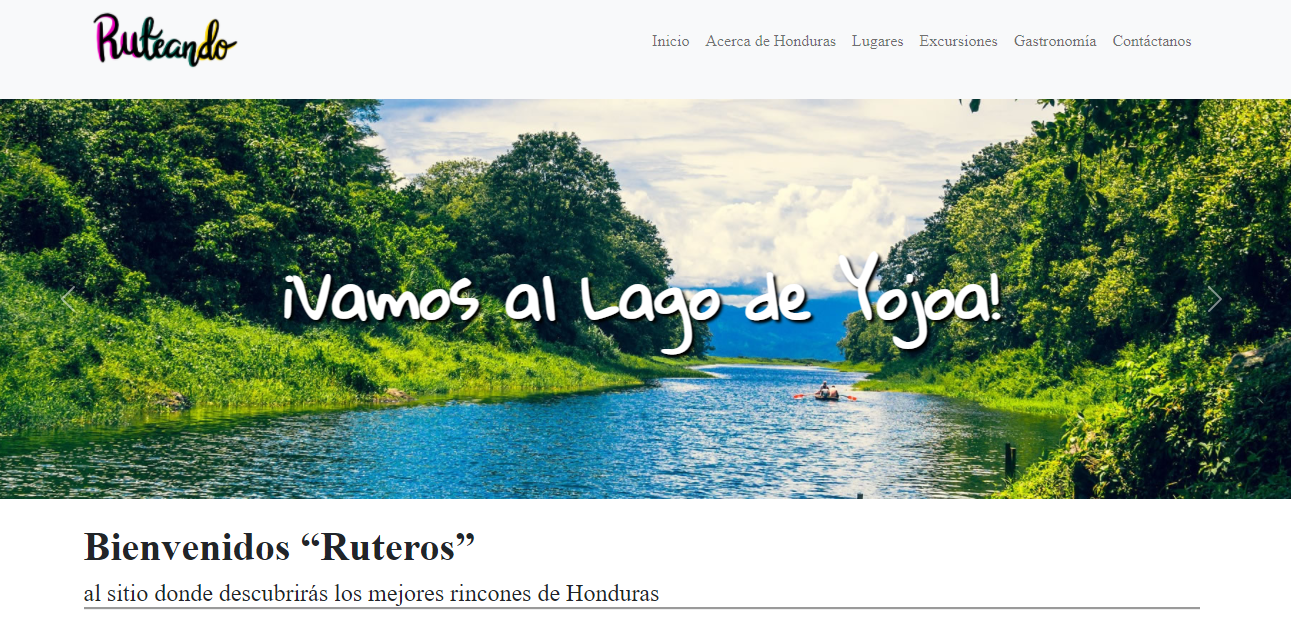 Ruteando
Inicio Acerca de Honduras Lugares Excursiones Gastronomía Contáctanos
¡Vamos al Lago de Yojoa!
Bienvenidos “Ruteros”
al sitio donde descubrirás los mejores rincones de Honduras